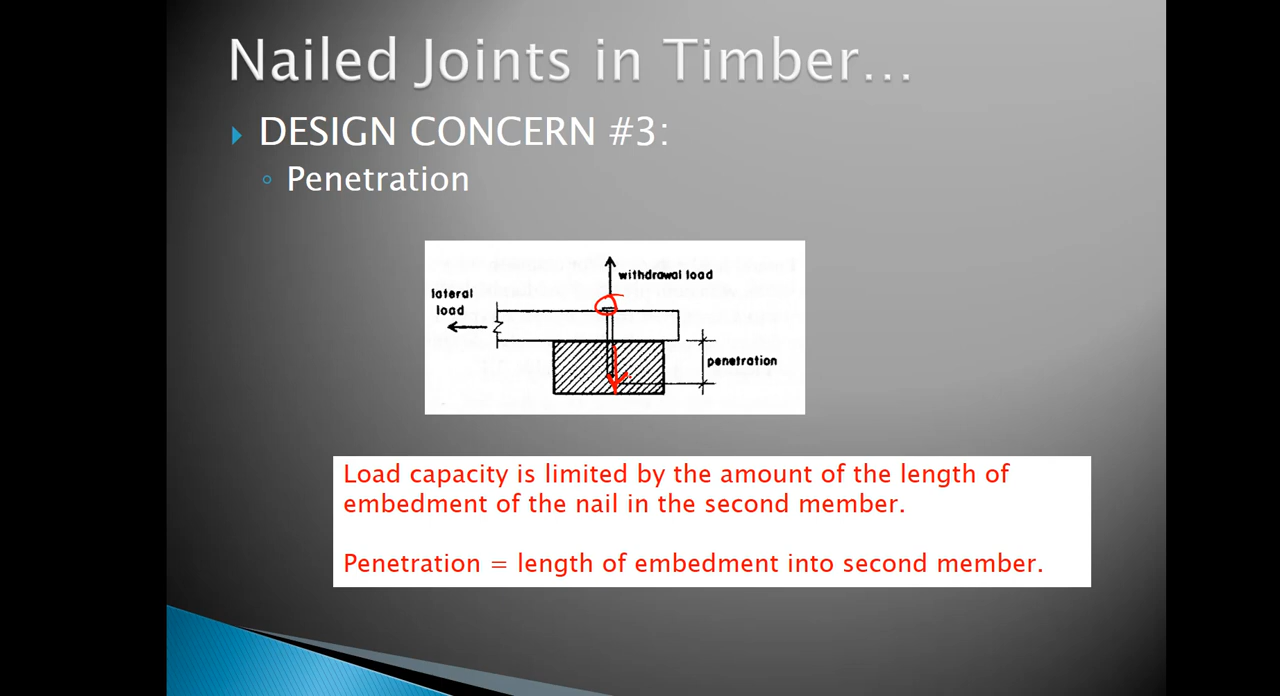 Nailed Joints in Timber...
DESIGN CONCERN #3:
Penetration
withdrawal load
lateral
load
penetration
Load capacity is limited by the amount of the length of
embedment of the nail in the second member.
Penetration = length of embedment into second member.